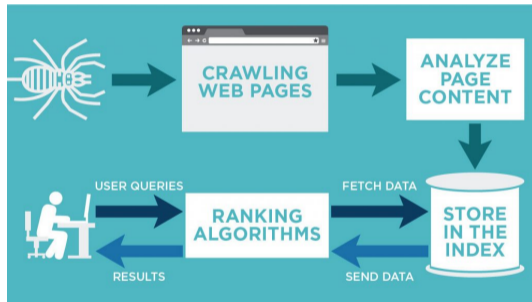 CRAWLING
WEB PAGES
ANALYZE
PAGE
CONTENT
USER QUERIES
RANKING
ALGORITHMS
RESULTS
FETCH DATA
SEND DATA
STORE
IN THE
INDEX